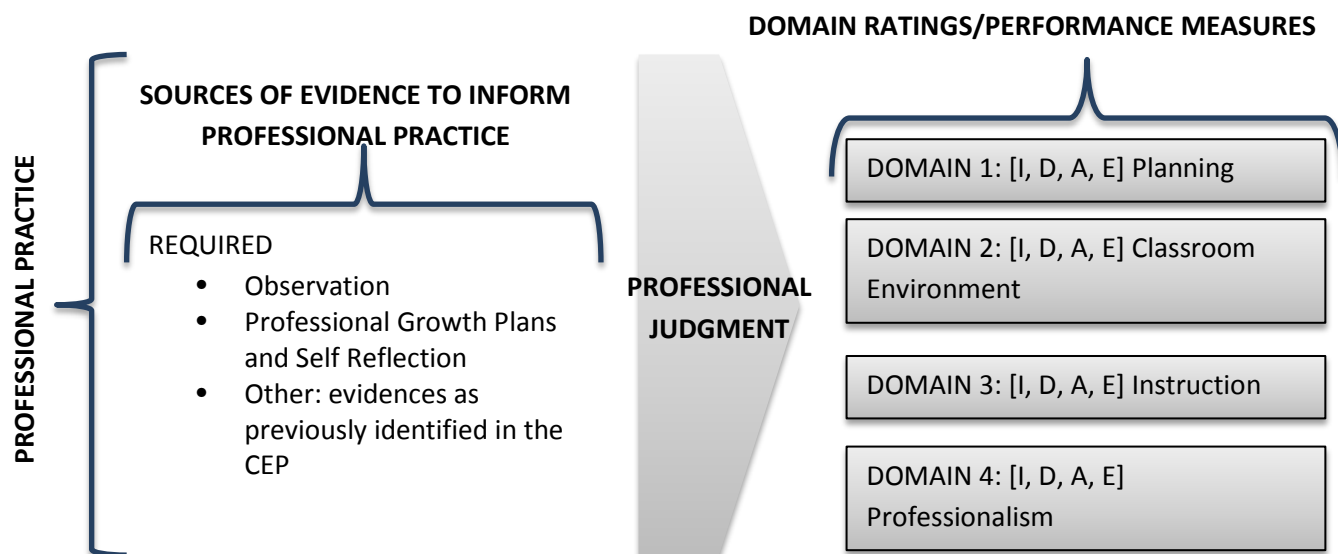 DOMAIN RATINGS/PERFORMANCE MEASURES
PROFESSIONAL PRACTICE
SOURCES OF EVIDENCE TO INFORM
PROFESSIONAL PRACTICE
REQUIRED
• Observation
• Professional Growth Plans
and Self Reflection
• Other: evidences as
previously identified in the
CEP
PROFESSIONAL
JUDGMENT
DOMAIN 1: [I, D, A, E] Planning
DOMAIN 2: [I, D, A, E] Classroom
Environment
DOMAIN 3: [I, D, A, E] Instruction
DOMAIN 4: [I, D, A, E]
Professionalism